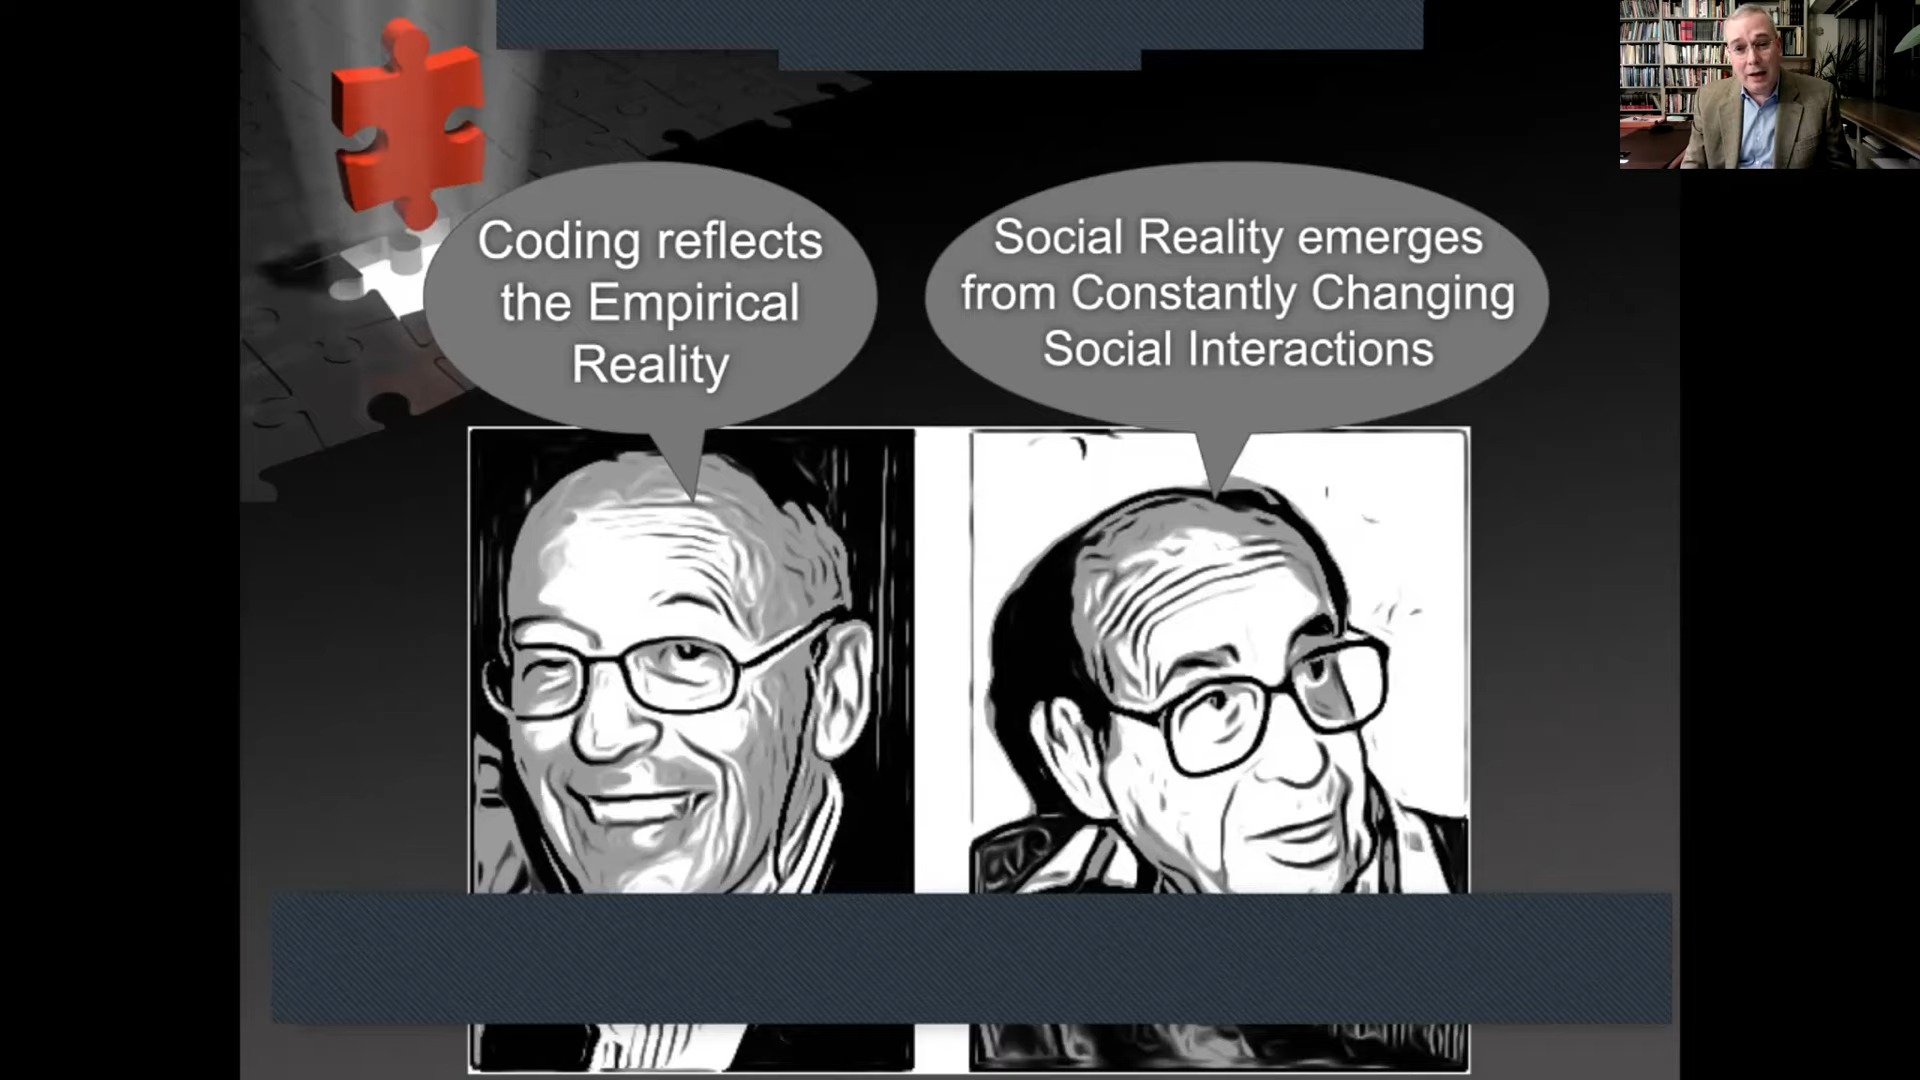 Coding reflects
the Empirical
Reality
Social Reality emerges
from Constantly Changing
Social Interactions